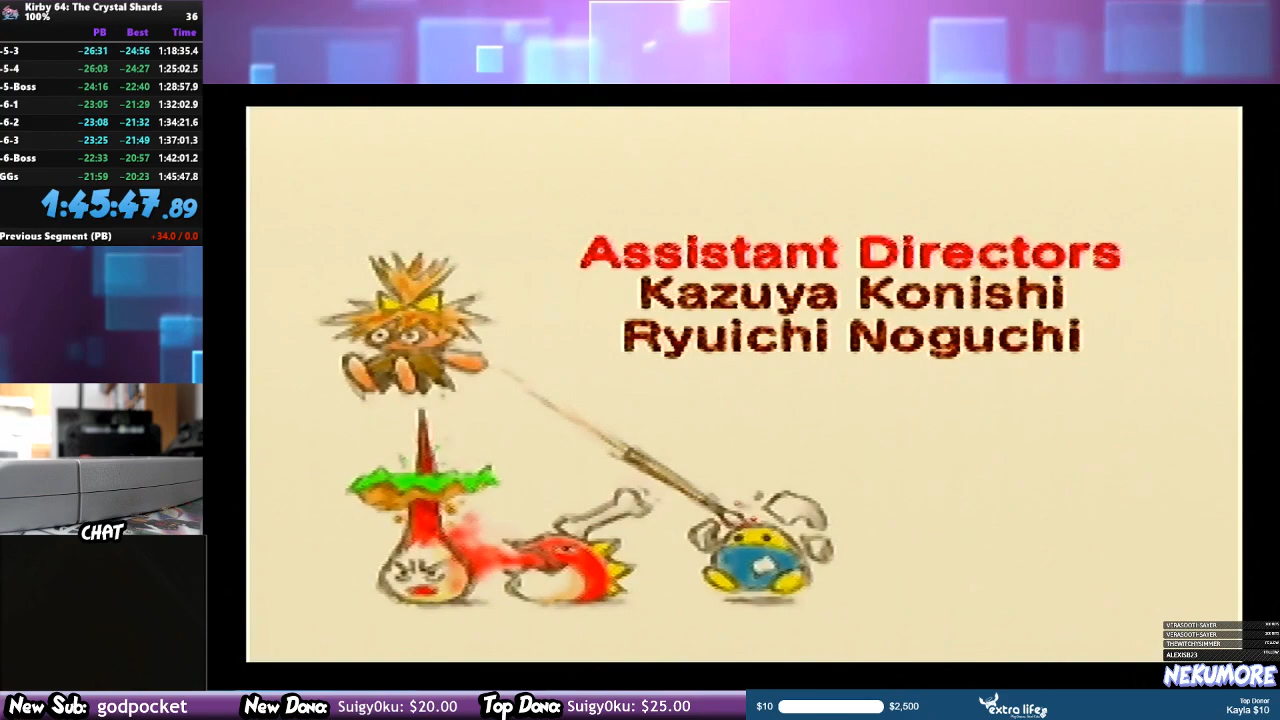 Kirby 64: The Crystal Shards
100% 36
PB Best Time
-5-3 -26:31 -24:56 1:18:35.4
-5-4 -26:03 -24:27 1:25:02.5
-5-Boss -24:16 -22:40 1:28:57.9
-6-1 -23:05 -21:29 1:32:02.9
-6-2 -23:08 -21:32 1:34:21.6
-6-3 -23:25 -21:49 1:37:01.3
-6-Boss -22:33 -20:57 1:42:01.2
GGs -21:59 -20:23 1:45:47.8
1:45:47.89
Previous Segment (PB) +34.0 / 0.0
Assistant Directors
Kazuya Konishi
Ryuichi Noguchi
CHAT
VERASOOTHSAYER
VERASOOTHSAYER
THEWITCHYSIMMER
ALEXISB23
NEKUMORE
New Sub: godpocket New Dono: Suigy0ku: $20.00 Top Dono: Suigy0ku: $25.00
$10 $2,500 extra life Top Donor
Kayla $10